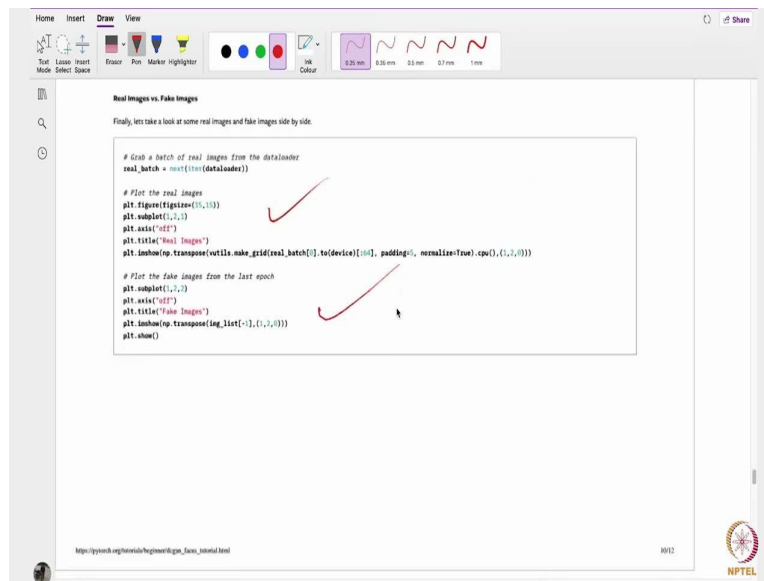 Home Insert Draw View
Share
Text Mode
Lasso Select
Insert Space
Eraser
Pen
Marker
Highlighter
Ink Colour
0.25 mm
0.35 mm
0.5 mm
0.7 mm
1 mm
Real Images vs. Fake Images
Finally, lets take a look at some real images and fake images side by side.
# Grab a batch of real images from the dataloader
real_batch = next(iter(dataloader))
# Plot the real images
plt.figure(figsize=(15,15))
plt.subplot(1,2,1)
plt.axis("off")
plt.title("Real Images")
plt.imshow(np.transpose(vutils.make_grid(real_batch[0].to(device)[:64], padding=5, normalize=True).cpu(),(1,2,0)))
# Plot the fake images from the last epoch
plt.subplot(1,2,2)
plt.axis("off")
plt.title("Fake Images")
plt.imshow(np.transpose(img_list[-1],(1,2,0)))
plt.show()
https://pytorch.org/tutorials/beginner/dcgan_faces_tutorial.html
10/12
NPTEL